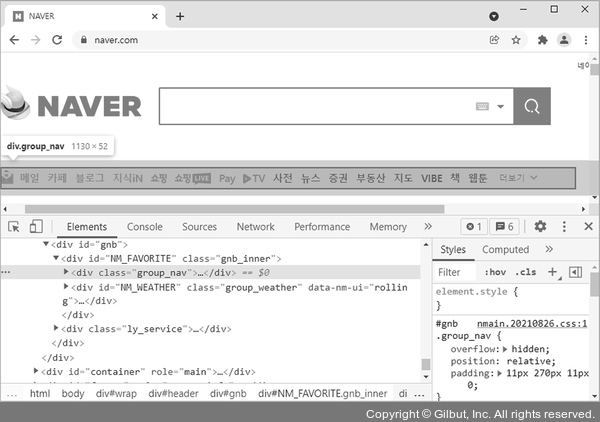 NAVER
naver.com
네이
NAVER
div.group_nav 1130 × 52
메일 카페 블로그 지식iN 쇼핑 쇼핑LIVE Pay ▶TV 사전 뉴스 증권 부동산 지도 VIBE 책 웹툰 더보기
Elements Console Sources Network Performance Memory » 1 6
▼<div id="gnb">
▼<div id="NM_FAVORITE" class="gnb_inner">
··· ▶<div class="group_nav">…</div> == $0
▶<div id="NM_WEATHER" class="group_weather" data-nm-ui="rollin
g">…</div>
</div>
▶<div class="ly_service">…</div>
</div>
</div>
▶<div id="container" role="main">…</div>
... html body div#wrap div#header div#gnb div#NM_FAVORITE.gnb_inner di ...
Styles Computed »
Filter :hov .cls +
element.style {
}
#gnb nmain.20210826.css:1
.group_nav {
overflow:▶ hidden;
position: relative;
padding:▶ 11px 270px 11px
0;
}
Copyright © Gilbut, Inc. All rights reserved.